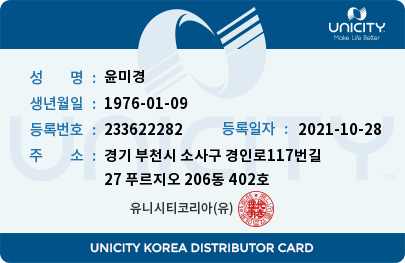 UNICITY
Make Life Better
성 명 : 윤미경
생년월일 : 1976-01-09
등록번호 : 233622282 등록일자 : 2021-10-28
주 소 : 경기 부천시 소사구 경인로117번길
27 푸르지오 206동 402호
유니시티코리아(유)
UNICITY
TM
UNICITY KOREA DISTRIBUTOR CARD